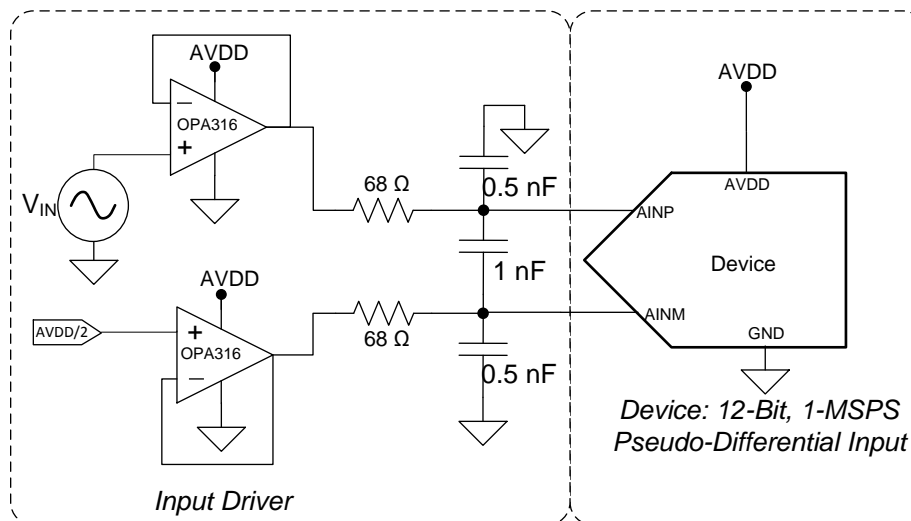 AVDD
−
OPA316
+
VIN
68 Ω
0.5 nF
1 nF
AVDD/2
AVDD
+
OPA316
−
68 Ω
0.5 nF
Input Driver
AVDD
AVDD
AINP
Device
AINM
GND
Device: 12-Bit, 1-MSPS
Pseudo-Differential Input